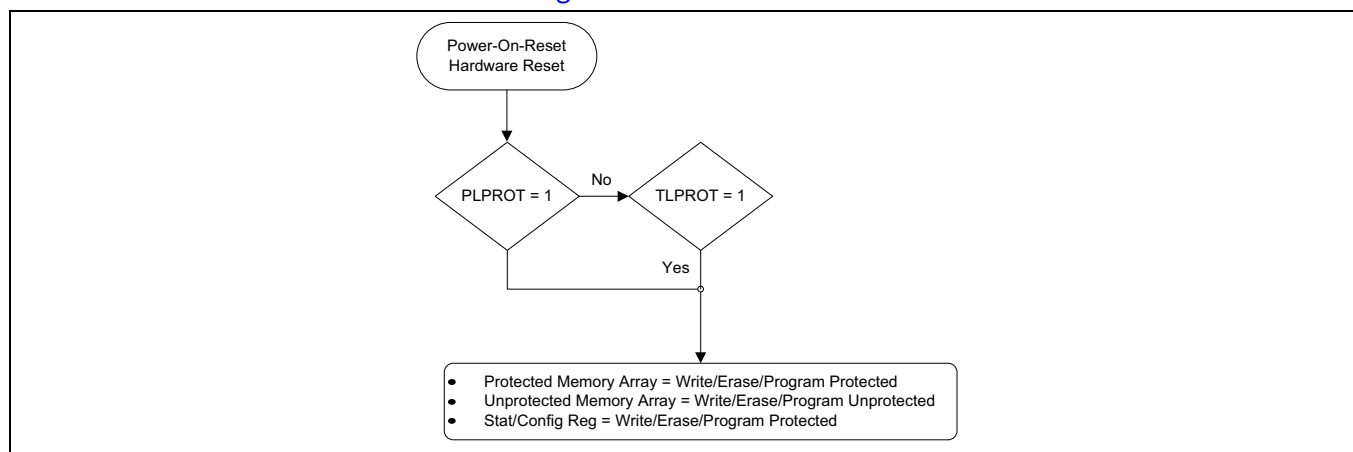 Power-On-Reset
Hardware Reset
PLPROT = 1
No
TLPROT = 1
Yes
• Protected Memory Array = Write/Erase/Program Protected
• Unprotected Memory Array = Write/Erase/Program Unprotected
• Stat/Config Reg = Write/Erase/Program Protected